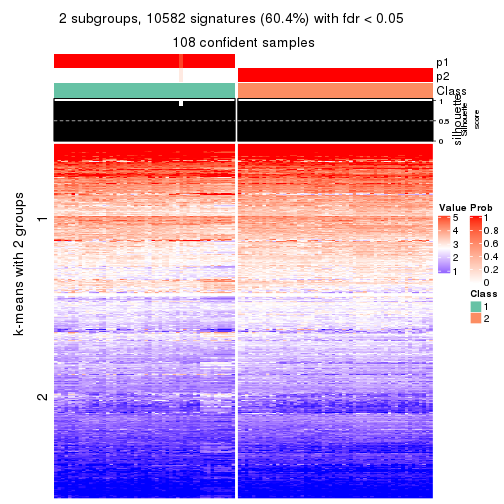 2 subgroups, 10582 signatures (60.4%) with fdr < 0.05
108 confident samples
p1
p2
Class
1
0.5
0
silhouette
Silhouette
score
k-means with 2 groups
1
2
Value
5
4
3
2
1
Prob
1
0.8
0.6
0.4
0.2
0
Class
1
2